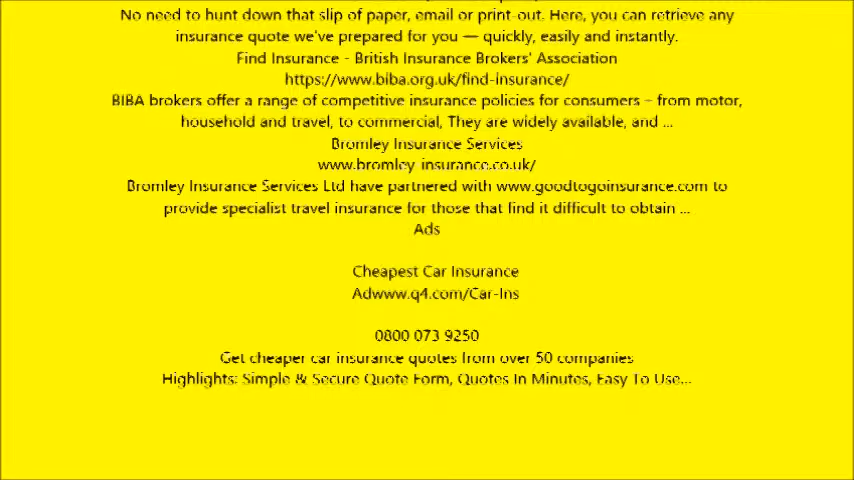 No need to hunt down that slip of paper, email or print-out. Here, you can retrieve any
insurance quote we've prepared for you — quickly, easily and instantly.
Find Insurance - British Insurance Brokers' Association
https://www.biba.org.uk/find-insurance/
BIBA brokers offer a range of competitive insurance policies for consumers – from motor,
household and travel, to commercial, They are widely available, and ...
Bromley Insurance Services
www.bromley-insurance.co.uk/
Bromley Insurance Services Ltd have partnered with www.goodtogoinsurance.com to
provide specialist travel insurance for those that find it difficult to obtain ...
Ads
Cheapest Car Insurance
Adwww.q4.com/Car-Ins
0800 073 9250
Get cheaper car insurance quotes from over 50 companies
Highlights: Simple & Secure Quote Form, Quotes In Minutes, Easy To Use...